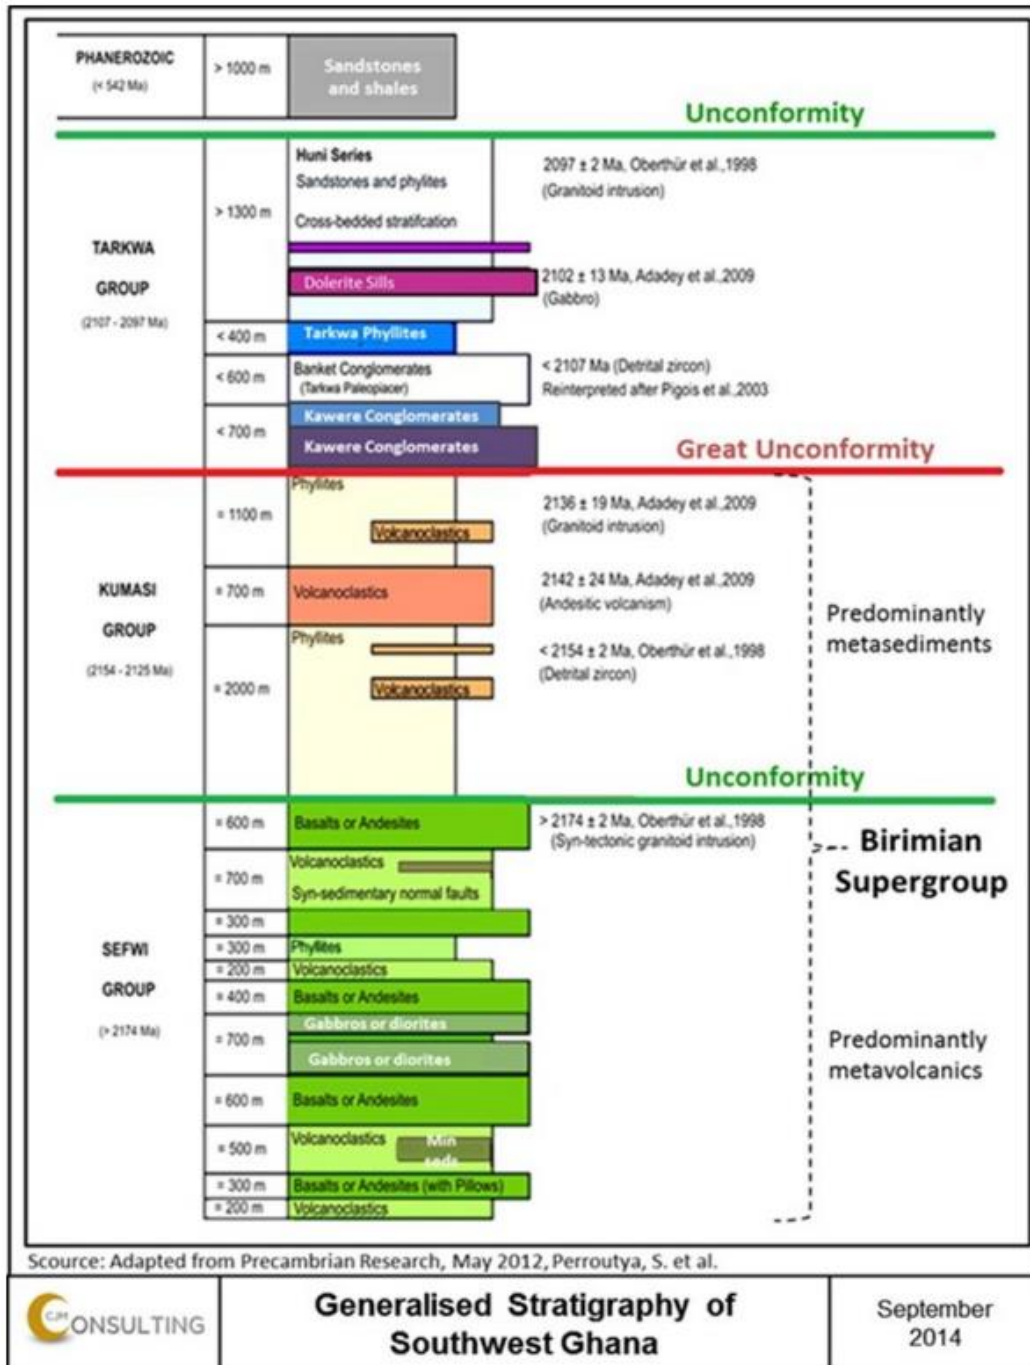 PHANEROZOIC
(< 542 Ma)
> 1000 m
Sandstones
and shales
Unconformity
TARKWA
GROUP
(2107 - 2097 Ma)
> 1300 m
Huni Series
Sandstones and phylites
Cross-bedded stratifcation
2097 ± 2 Ma, Oberthür et al.,1998
(Granitoid intrusion)
Dolerite Sills
2102 ± 13 Ma, Adadey et al.,2009
(Gabbro)
< 400 m
Tarkwa Phyllites
< 600 m
Banket Conglomerates
(Tarkwa Paleopiacer)
< 2107 Ma (Detrital zircon)
Reinterpreted after Pigois et al.,2003
< 700 m
Kawere Conglomerates
Kawere Conglomerates
Great Unconformity
KUMASI
GROUP
(2154 - 2125 Ma)
= 1100 m
Phyllites
Volcanoclastics
2136 ± 19 Ma, Adadey et al.,2009
(Granitoid intrusion)
= 700 m
Volcanoclastics
2142 ± 24 Ma, Adadey et al.,2009
(Andesitic volcanism)
= 2000 m
Phyllites
Volcanoclastics
< 2154 ± 2 Ma, Oberthür et al.,1998
(Detrital zircon)
Predominantly
metasediments
Unconformity
SEFWI
GROUP
(> 2174 Ma)
= 600 m
Basalts or Andesites
> 2174 ± 2 Ma, Oberthür et al.,1998
(Syn-tectonic granitoid intrusion)
Birimian
Supergroup
= 700 m
Volcanoclastics
Syn-sedimentary normal faults
= 300 m
= 300 m
Phyllites
= 200 m
Volcanoclastics
= 400 m
Basalts or Andesites
= 700 m
Gabbros or diorites
Gabbros or diorites
Predominantly
metavolcanics
= 600 m
Basalts or Andesites
= 500 m
Volcanoclastics
Min
seds
= 300 m
Basalts or Andesites (with Pillows)
= 200 m
Volcanoclastics
Scource: Adapted from Precambrian Research, May 2012, Perroutya, S. et al.
CJM
CONSULTING
Generalised Stratigraphy of
Southwest Ghana
September
2014